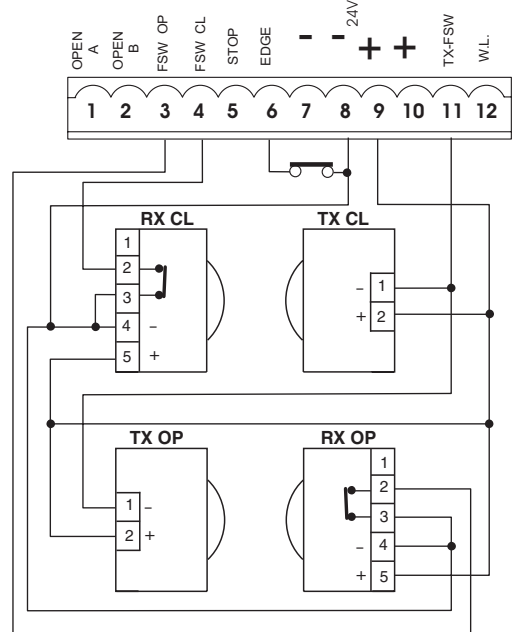 OPEN A
OPEN B
FSW OP
FSW CL
STOP
EDGE
- - 24V + +
TX-FSW
W.L.
1 2 3 4 5 6 7 8 9 10 11 12
RX CL
1
2
3
4 -
5 +
TX CL
- 1
+ 2
TX OP
1 -
2 +
RX OP
1
2
3
- 4
+ 5